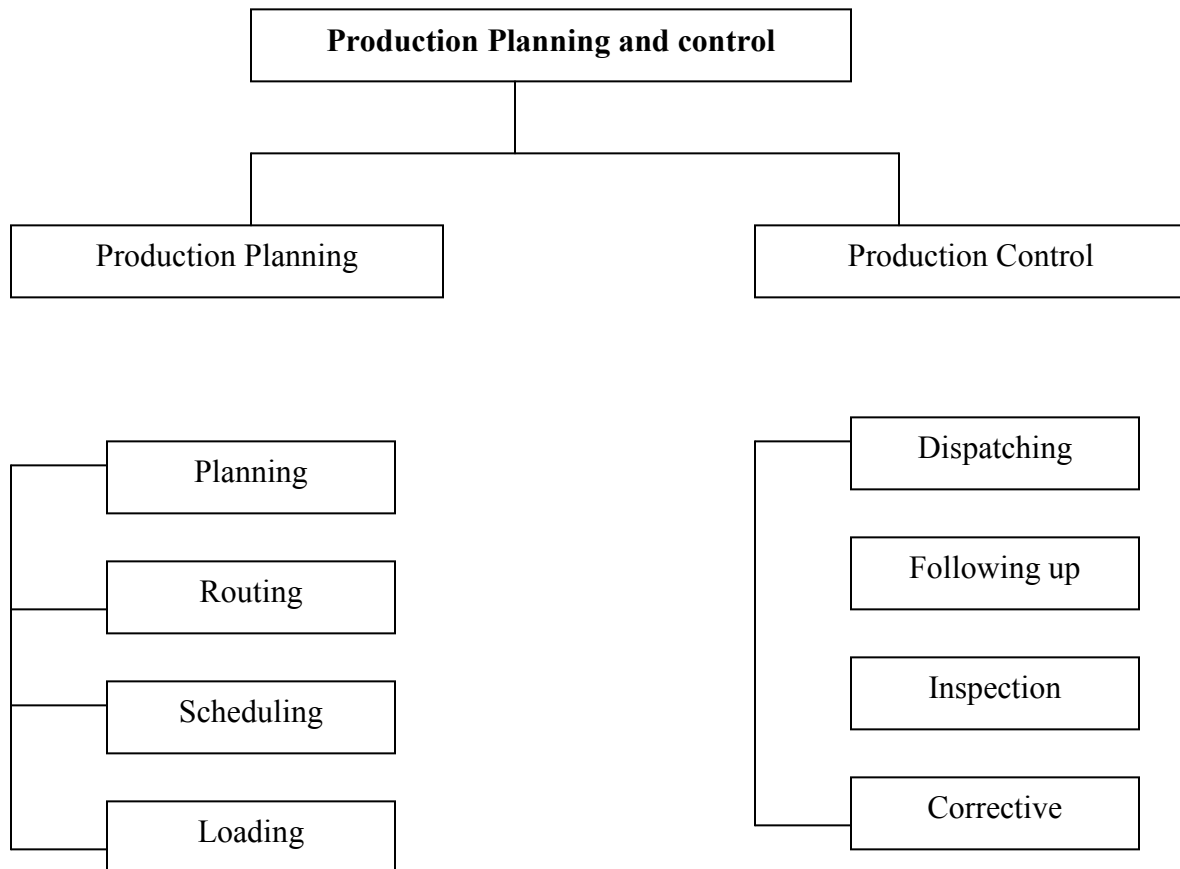 Production Planning and control
Production Planning
Production Control
Planning
Routing
Scheduling
Loading
Dispatching
Following up
Inspection
Corrective